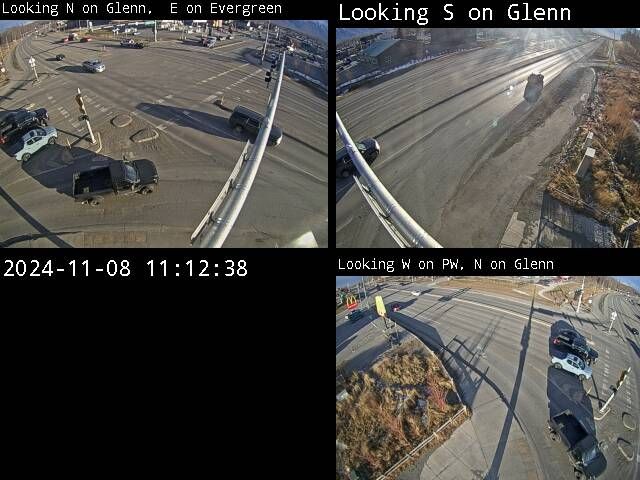 Looking N on Glenn,  E on Evergreen
Looking S on Glenn
2024-11-08 11:12:38
Looking W on PW, N on Glenn